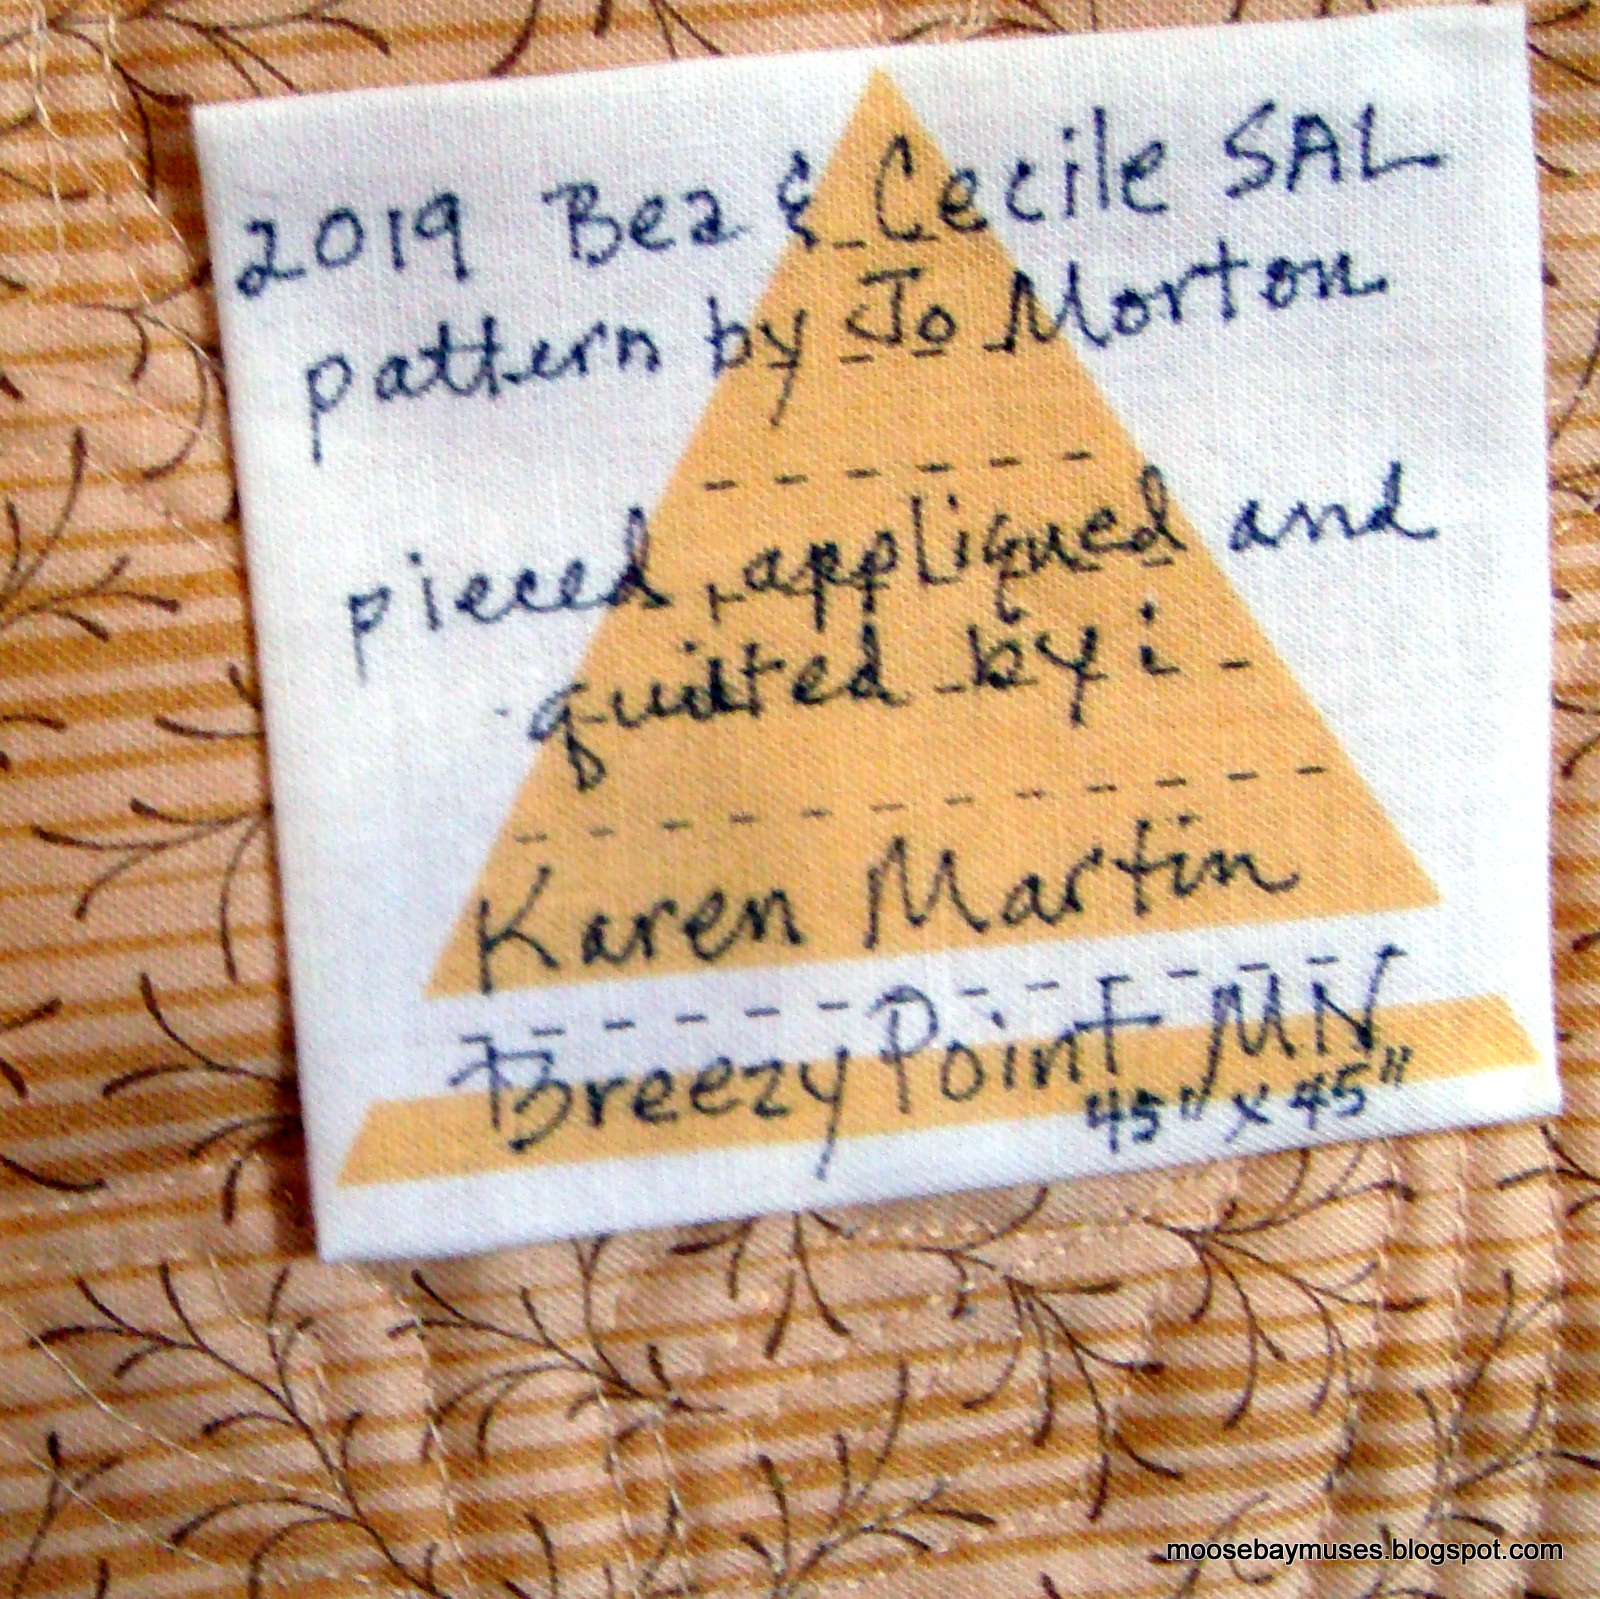 2019 Bea & Cecile SAL
pattern by Jo Morton
pieced, appliqued and
quilted by:
Karen Martin
Breezy Point MN
45" x 45"
moosebaymuses.blogspot.com